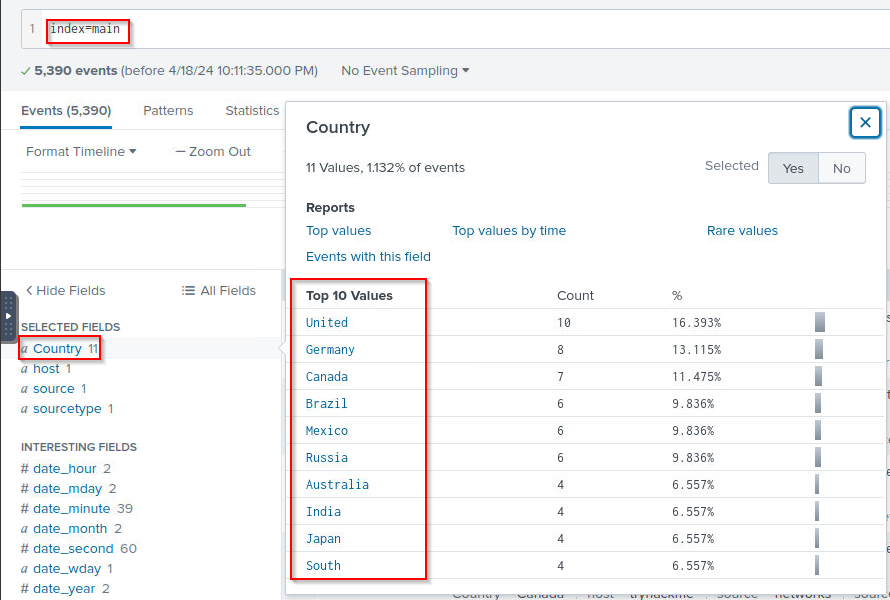 1 index=main
5,390 events (before 4/18/24 10:11:35.000 PM) No Event Sampling
Events (5,390) Patterns Statistics
Format Timeline — Zoom Out
Hide Fields All Fields
SELECTED FIELDS
a Country 11
a host 1
a source 1
a sourcetype 1
INTERESTING FIELDS
# date_hour 2
# date_mday 2
# date_minute 39
a date_month 2
# date_second 60
a date_wday 1
# date_year 2
Country
11 Values, 1.132% of events Selected Yes No
Reports
Top values Top values by time Rare values
Events with this field
Top 10 Values Count %
United 10 16.393%
Germany 8 13.115%
Canada 7 11.475%
Brazil 6 9.836%
Mexico 6 9.836%
Russia 6 9.836%
Australia 4 6.557%
India 4 6.557%
Japan 4 6.557%
South 4 6.557%
Country Canada host tryhackme source networks